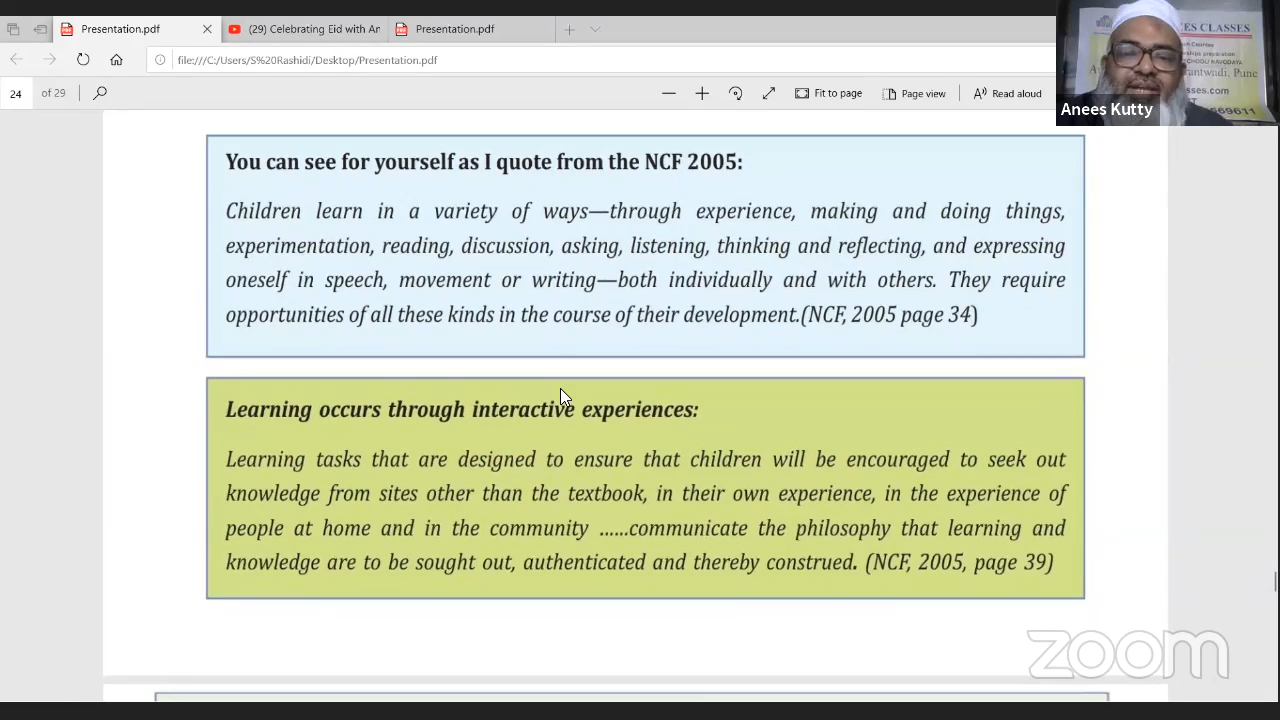 Presentation.pdf
(29) Celebrating Eid with Ar
Presentation.pdf
file:///C:/Users/S%20Rashidi/Desktop/Presentation.pdf
24 of 29
Fit to page
Page view
Read aloud
CES CLASSES
Pune
sses.com
569611
Anees Kutty
You can see for yourself as I quote from the NCF 2005:
Children learn in a variety of ways—through experience, making and doing things,
experimentation, reading, discussion, asking, listening, thinking and reflecting, and expressing
oneself in speech, movement or writing—both individually and with others. They require
opportunities of all these kinds in the course of their development.(NCF, 2005 page 34)
Learning occurs through interactive experiences:
Learning tasks that are designed to ensure that children will be encouraged to seek out
knowledge from sites other than the textbook, in their own experience, in the experience of
people at home and in the community ......communicate the philosophy that learning and
knowledge are to be sought out, authenticated and thereby construed. (NCF, 2005, page 39)
zoom